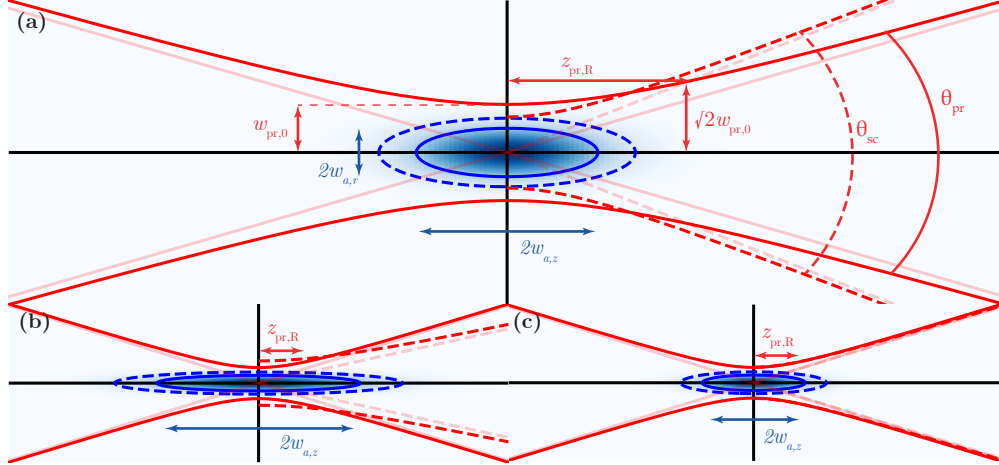 (a)
z_pr,R
w_pr,0
√2w_pr,0
θ_pr
θ_sc
2w_a,r
2w_a,z
(b)
z_pr,R
2w_a,z
(c)
z_pr,R
2w_a,z